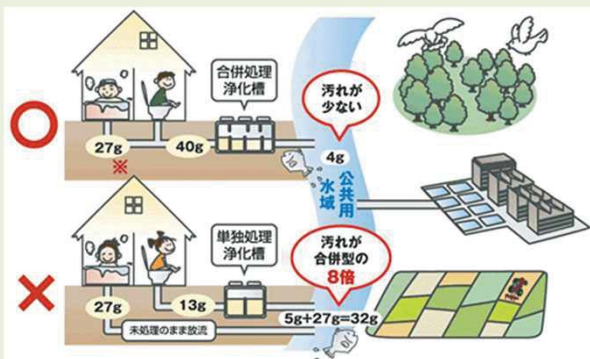 合併処理
浄化槽
汚れが
少ない
27g
※
40g
4g
公共用
水域
単独処理
浄化槽
汚れが
合併型の
8倍
27g
13g
5g+27g=32g
未処理のまま放流